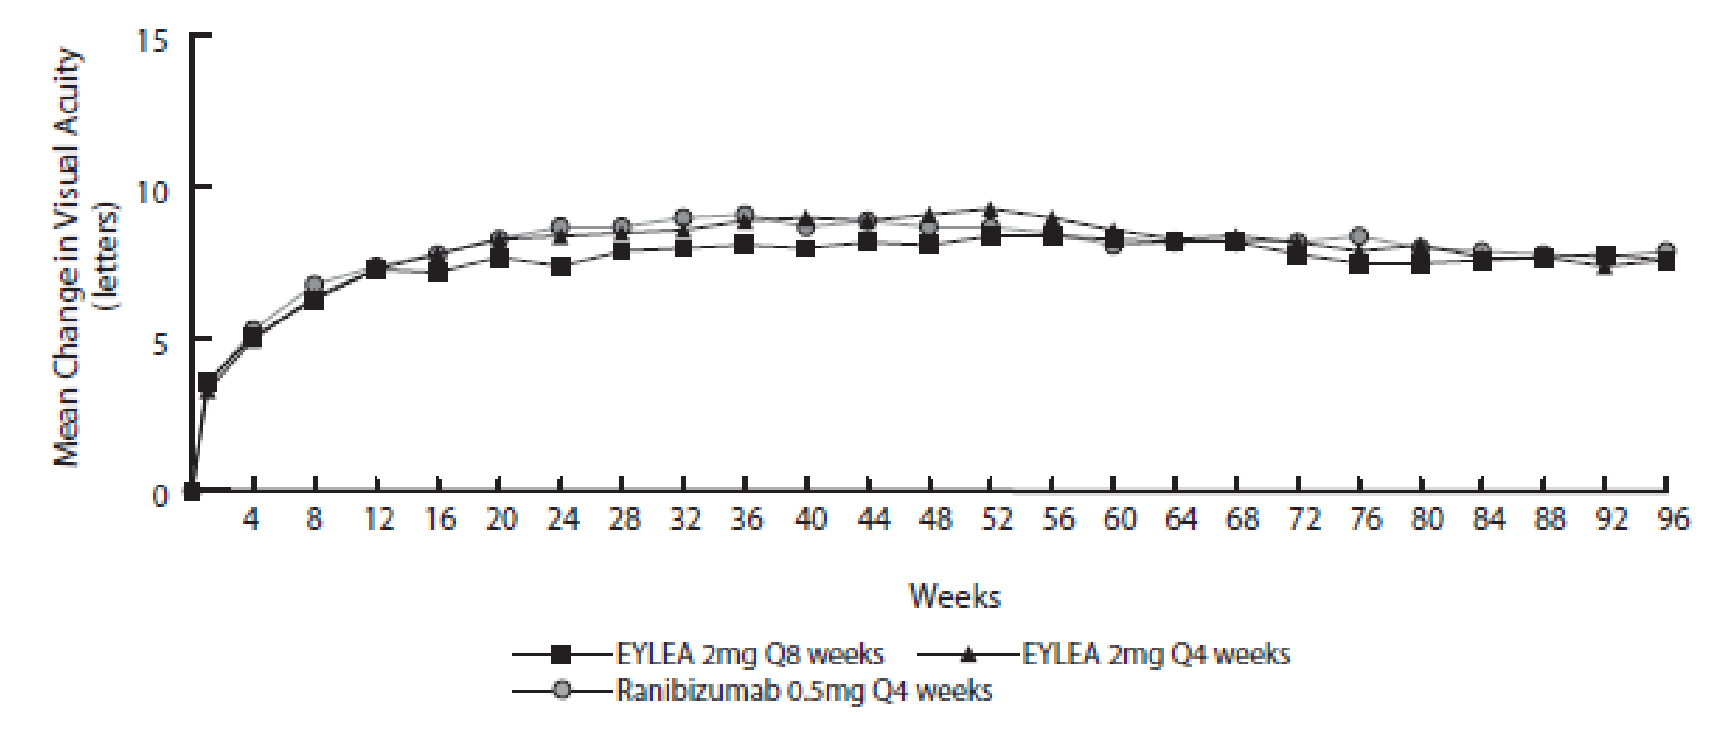 Mean Change in Visual Acuity
(letters)
15
10
5
0
4 8 12 16 20 24 28 32 36 40 44 48 52 56 60 64 68 72 76 80 84 88 92 96
Weeks
EYLEA 2mg Q8 weeks EYLEA 2mg Q4 weeks
Ranibizumab 0.5mg Q4 weeks